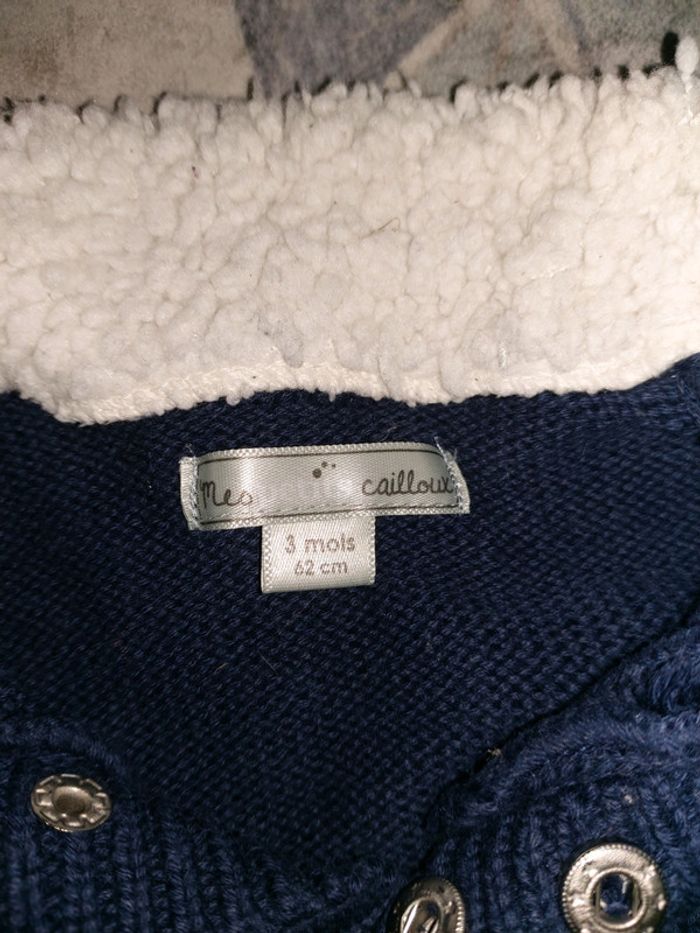 Mes cailloux
3 mois
62 cm